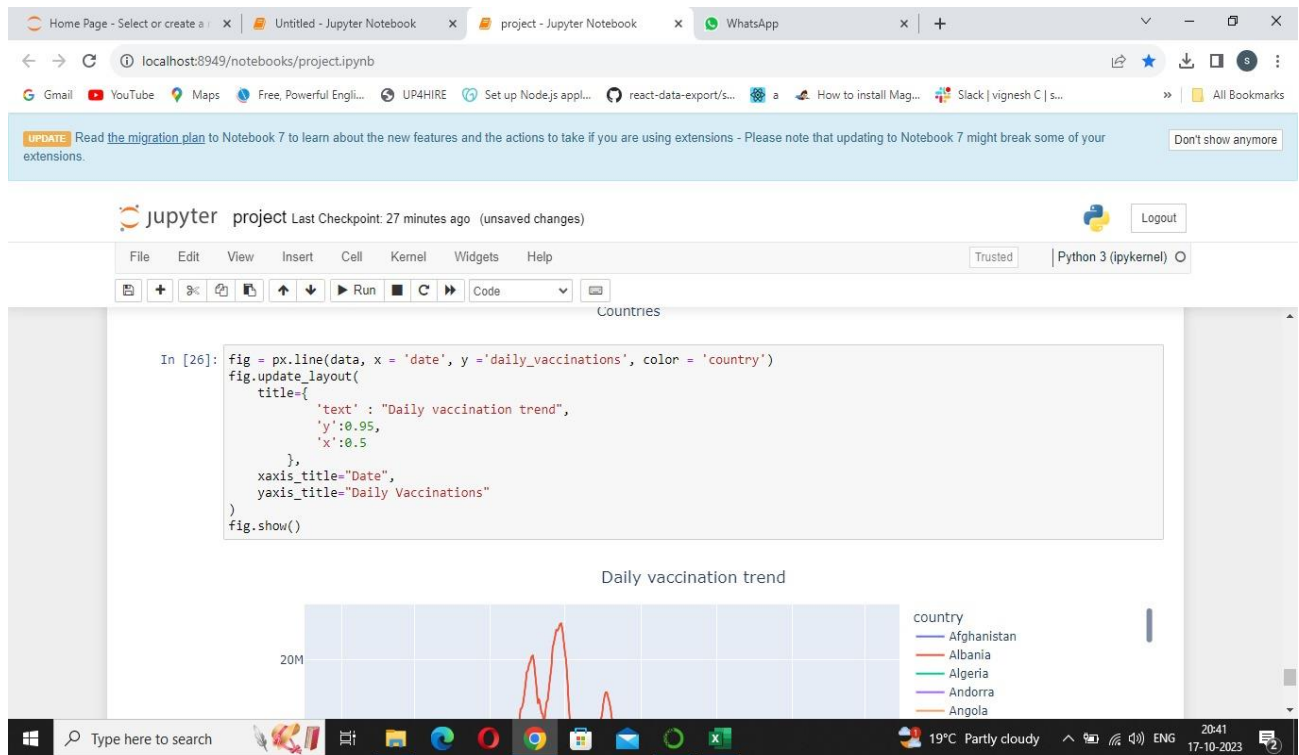 Home Page - Select or create a
Untitled - Jupyter Notebook
project - Jupyter Notebook
WhatsApp
localhost:8949/notebooks/project.ipynb
S
Gmail YouTube Maps Free, Powerful Engli... UP4HIRE Set up Node.js appl... react-data-export/s... a How to install Mag... Slack | vignesh C | s... » All Bookmarks
UPDATE Read the migration plan to Notebook 7 to learn about the new features and the actions to take if you are using extensions - Please note that updating to Notebook 7 might break some of your
extensions.
Don't show anymore
jupyter project Last Checkpoint: 27 minutes ago (unsaved changes)
Logout
File Edit View Insert Cell Kernel Widgets Help
Trusted
Python 3 (ipykernel)
Run Code
Countries
In [26]: fig = px.line(data, x = 'date', y ='daily_vaccinations', color = 'country')
fig.update_layout(
    title={
            'text' : "Daily vaccination trend",
            'y':0.95,
            'x':0.5
        },
    xaxis_title="Date",
    yaxis_title="Daily Vaccinations"
)
fig.show()
Daily vaccination trend
20M
country
Afghanistan
Albania
Algeria
Andorra
Angola
Type here to search
19°C Partly cloudy
ENG
20:41
17-10-2023
2